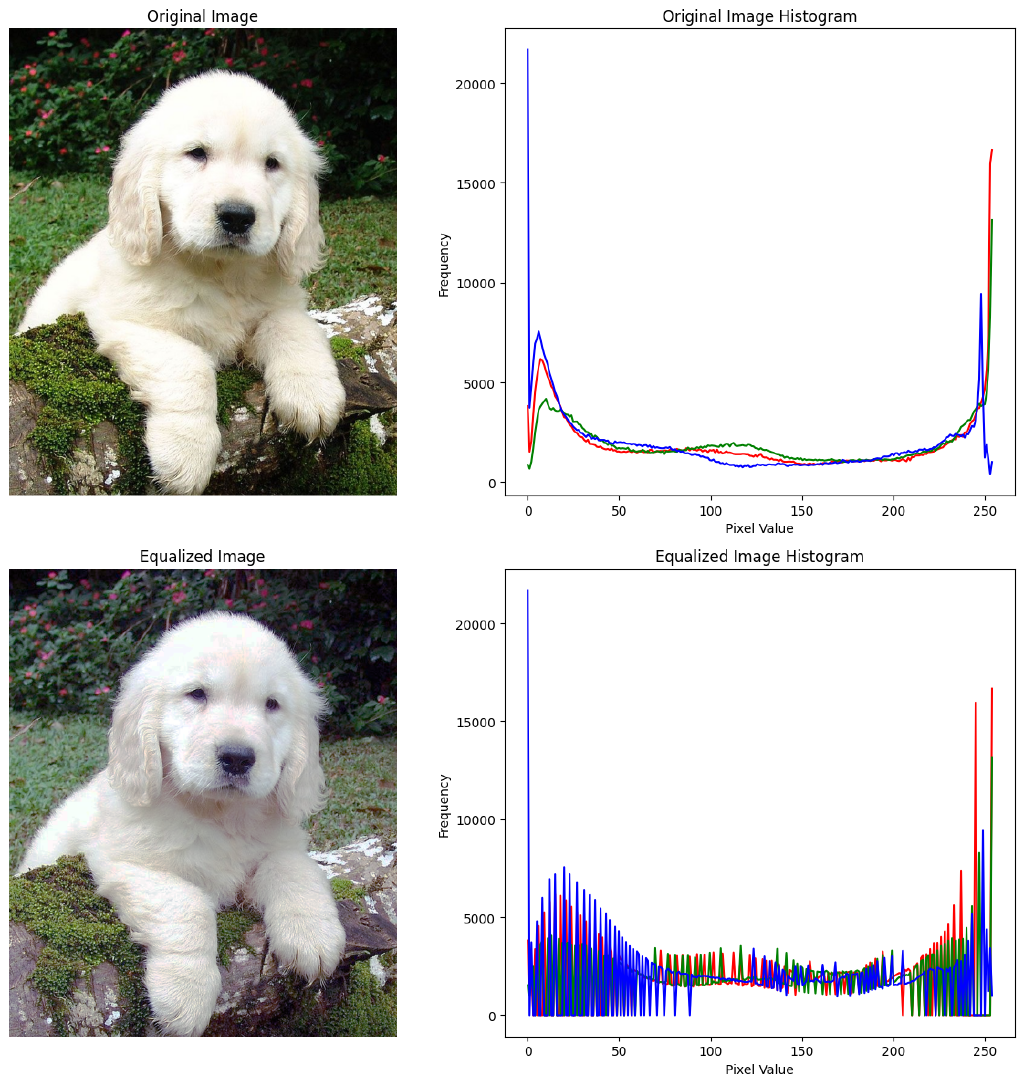 Original Image
Original Image Histogram
20000
15000
10000
5000
0
Frequency
0 50 100 150 200 250
Pixel Value
Equalized Image
Equalized Image Histogram
20000
15000
10000
5000
0
Frequency
0 50 100 150 200 250
Pixel Value